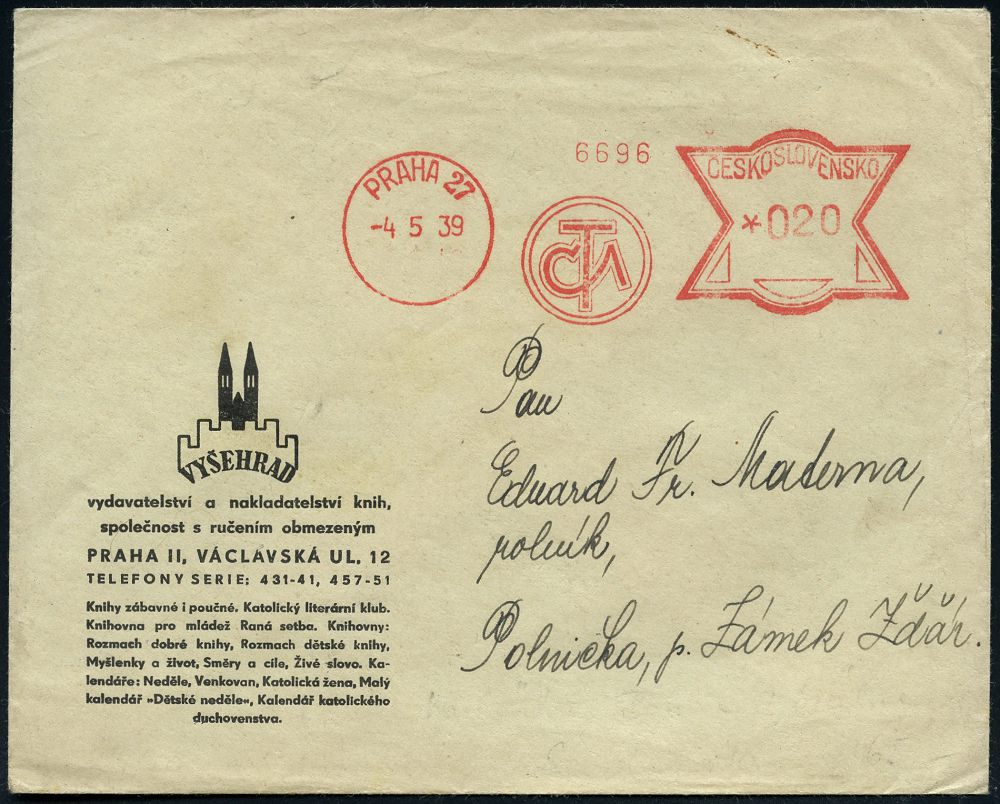 6696
ČESKOSLOVENSKO
PRAHA 27
-4 5 39
*020
ČTA
VYŠEHRAD
vydavatelství a nakladatelství knih,
společnost s ručením obmezeným
PRAHA II, VÁCLAVSKÁ UL. 12
TELEFONY SERIE: 431-41, 457-51
Knihy zábavné i poučné. Katolický literární klub.
Knihovna pro mládež Raná setba. Knihovny:
Rozmach dobré knihy, Rozmach dětské knihy,
Myšlenky a život, Směry a cíle, Živé slovo. Ka-
lendáře: Neděle, Venkovan, Katolická žena, Malý
kalendář »Dětské neděle«, Kalendář katolického
duchovenstva.
Pan
Eduard Fr. Maderna,
rolník,
Polnička, p. Zámek Žďár.